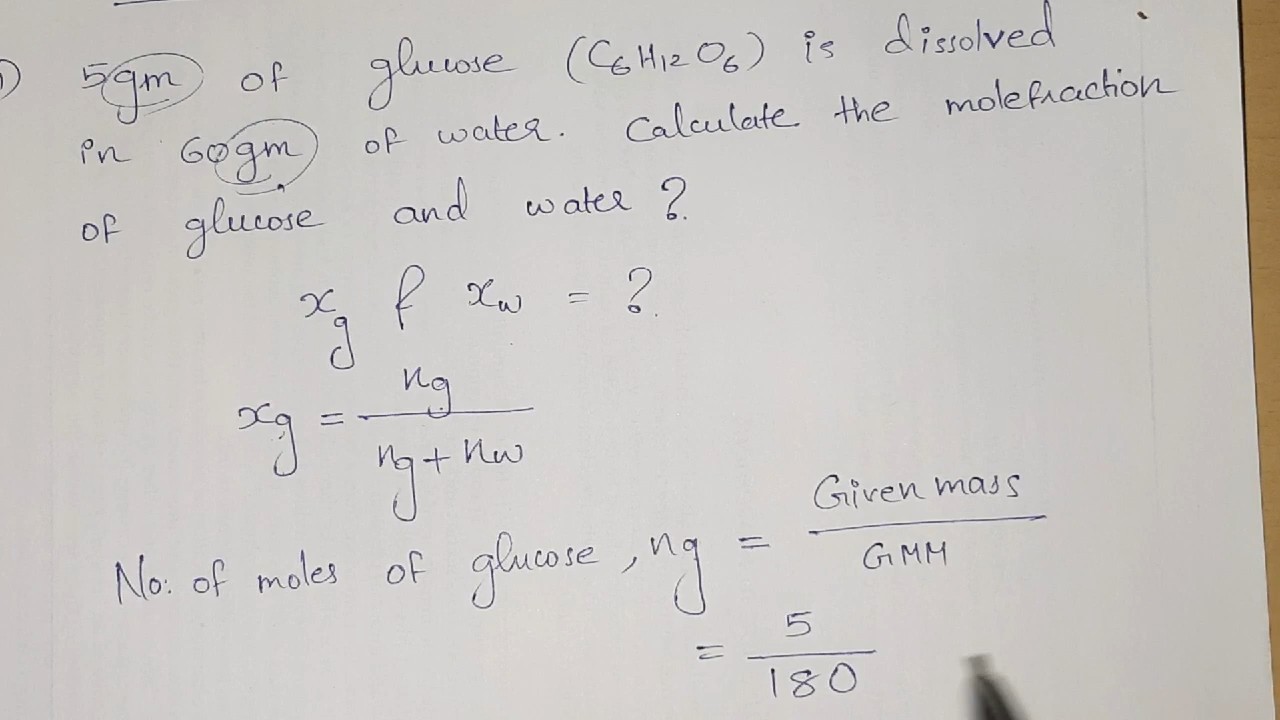 1) 5gm of glucose (C6H12O6) is dissolved
in 60gm of water. Calculate the molefraction
of glucose and water ?
xg & xw = ?
xg = ng / ng + nw
No: of moles of glucose, ng = Given mass / GMM
= 5 / 180